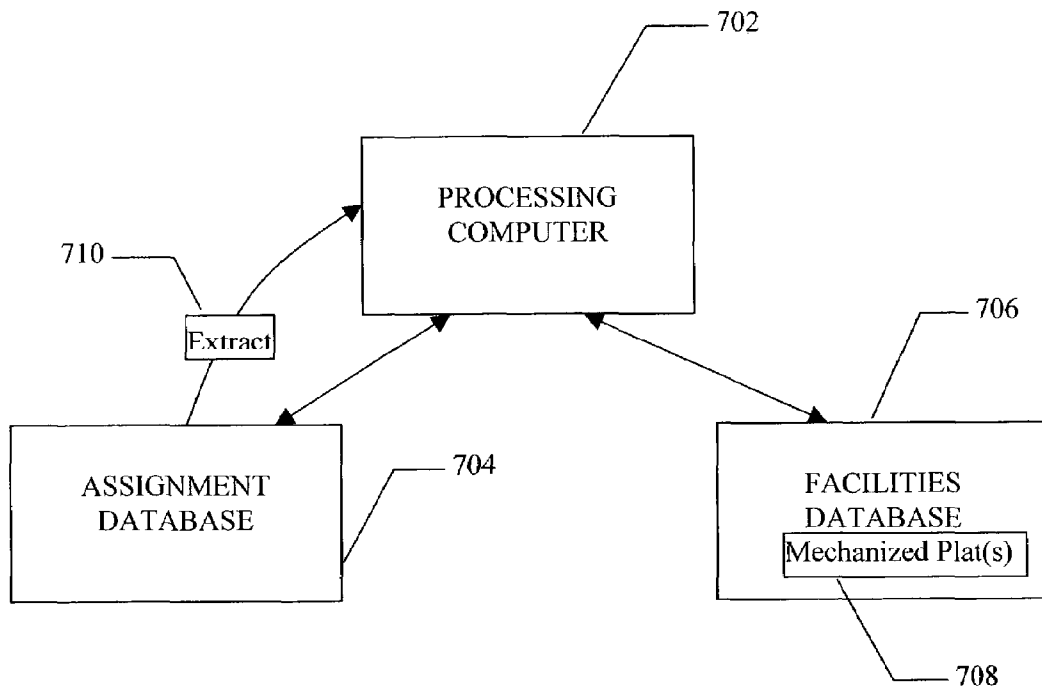 702
PROCESSING
COMPUTER
710
Extract
706
ASSIGNMENT
DATABASE
704
FACILITIES
DATABASE
Mechanized Plat(s)
708